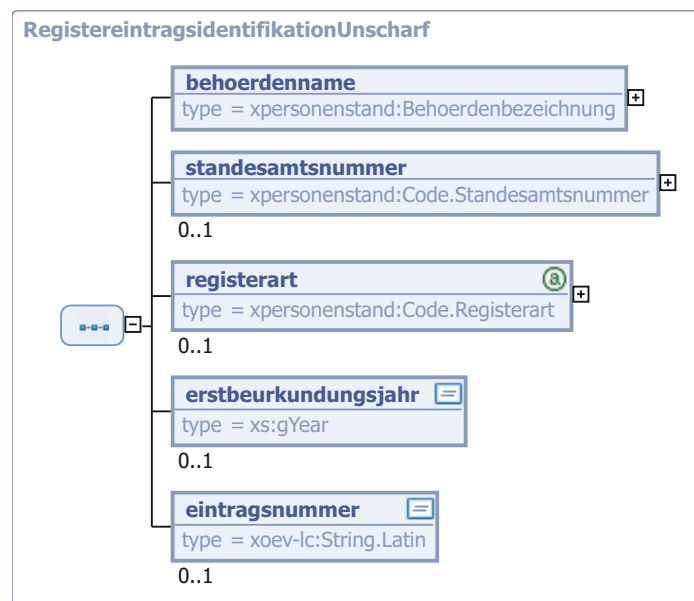 RegistereintragsidentifikationUnscharf
behoerdenname
type = xpersonenstand:Behoerdenbezeichnung
standesamtsnummer
type = xpersonenstand:Code.Standesamtsnummer
0..1
registerart
type = xpersonenstand:Code.Registerart
0..1
erstbeurkundungsjahr
type = xs:gYear
0..1
eintragsnummer
type = xoev-lc:String.Latin
0..1